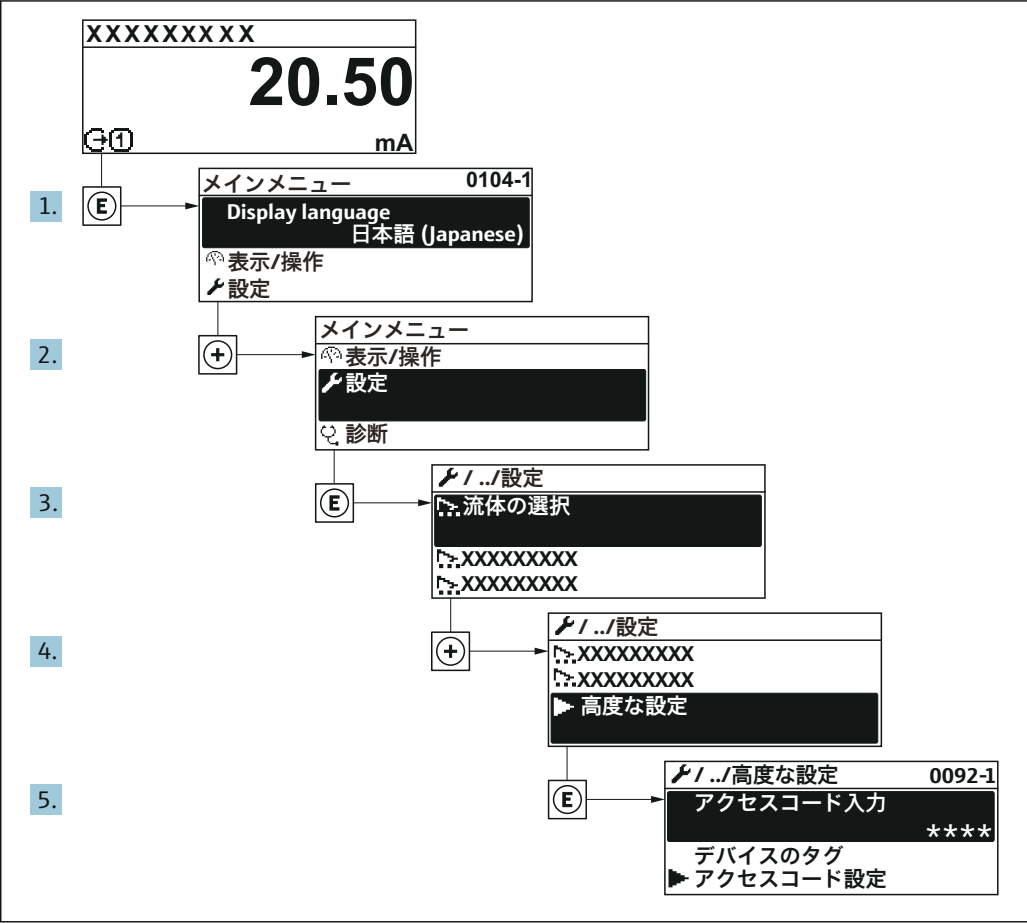 XXXXXXXXX
20.50
1
mA
1.
E
メインメニュー 0104-1
Display language
日本語 (Japanese)
表示/操作
設定
2.
+
メインメニュー
表示/操作
設定
診断
3.
E
/ ../設定
流体の選択
XXXXXXXXX
XXXXXXXXX
4.
+
/ ../設定
XXXXXXXXX
XXXXXXXXX
高度な設定
5.
E
/ ../高度な設定 0092-1
アクセスコード入力
****
デバイスのタグ
アクセスコード設定